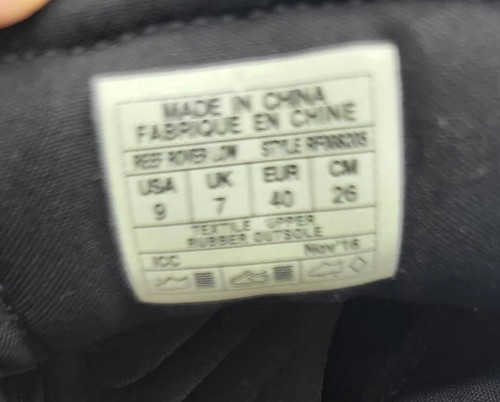 MADE IN CHINA
FABRIQUE EN CHINE
REEF ROVER LOW STYLE
USA UK EUR CM
9 7 40 26
TEXTILE UPPER
RUBBER OUTSOLE
ICC Nov'16